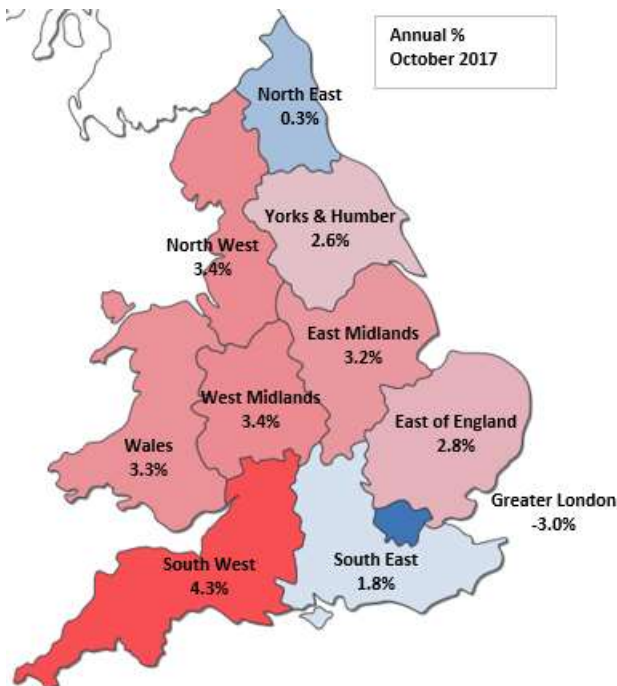 Annual %
October 2017
North East
0.3%
Yorks & Humber
2.6%
North West
3.4%
East Midlands
3.2%
West Midlands
3.4%
East of England
2.8%
Wales
3.3%
Greater London
-3.0%
South West
4.3%
South East
1.8%